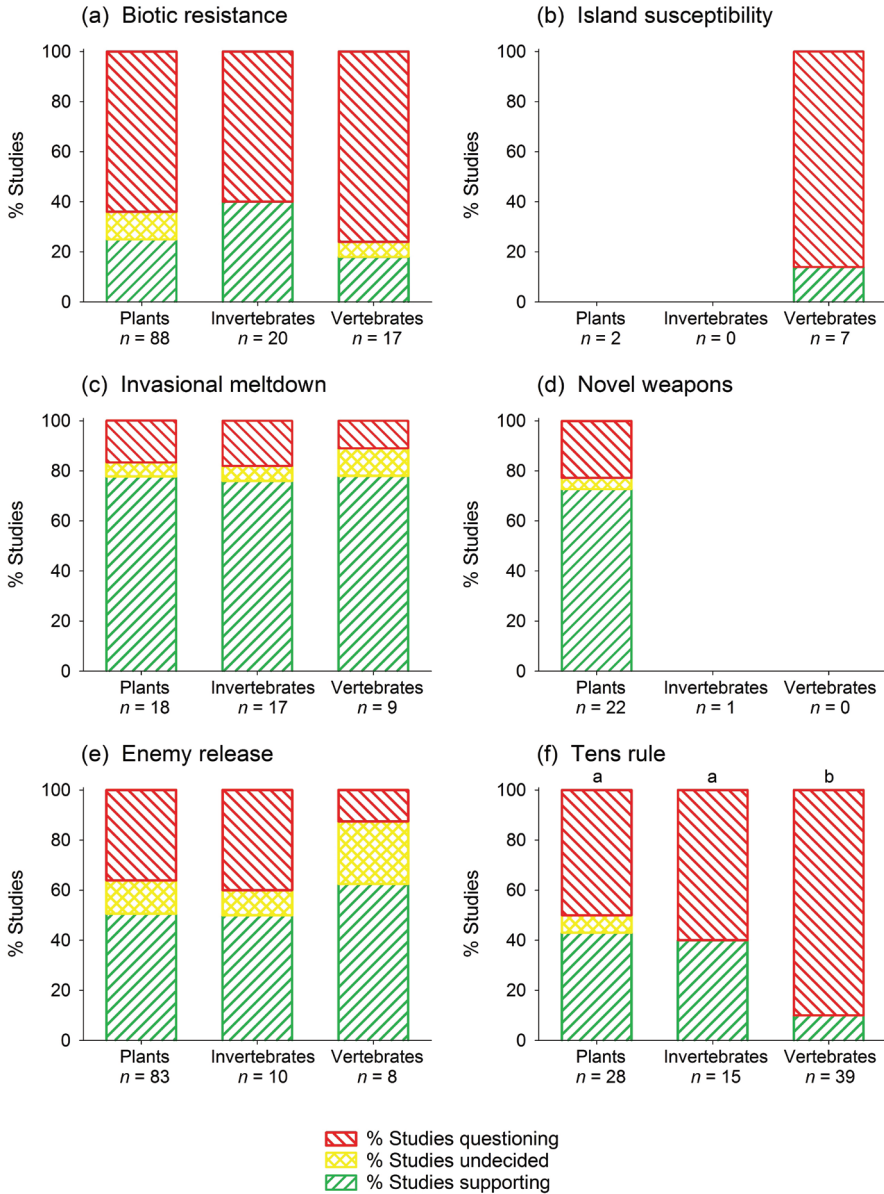 (a) Biotic resistance
100
80
60
40
20
0
% Studies
Plants
n = 88
Invertebrates
n = 20
Vertebrates
n = 17
(b) Island susceptibility
100
80
60
40
20
0
% Studies
Plants
n = 2
Invertebrates
n = 0
Vertebrates
n = 7
(c) Invasional meltdown
100
80
60
40
20
0
% Studies
Plants
n = 18
Invertebrates
n = 17
Vertebrates
n = 9
(d) Novel weapons
100
80
60
40
20
0
% Studies
Plants
n = 22
Invertebrates
n = 1
Vertebrates
n = 0
(e) Enemy release
100
80
60
40
20
0
% Studies
Plants
n = 83
Invertebrates
n = 10
Vertebrates
n = 8
(f) Tens rule
a
a
b
100
80
60
40
20
0
% Studies
Plants
n = 28
Invertebrates
n = 15
Vertebrates
n = 39
% Studies questioning
% Studies undecided
% Studies supporting